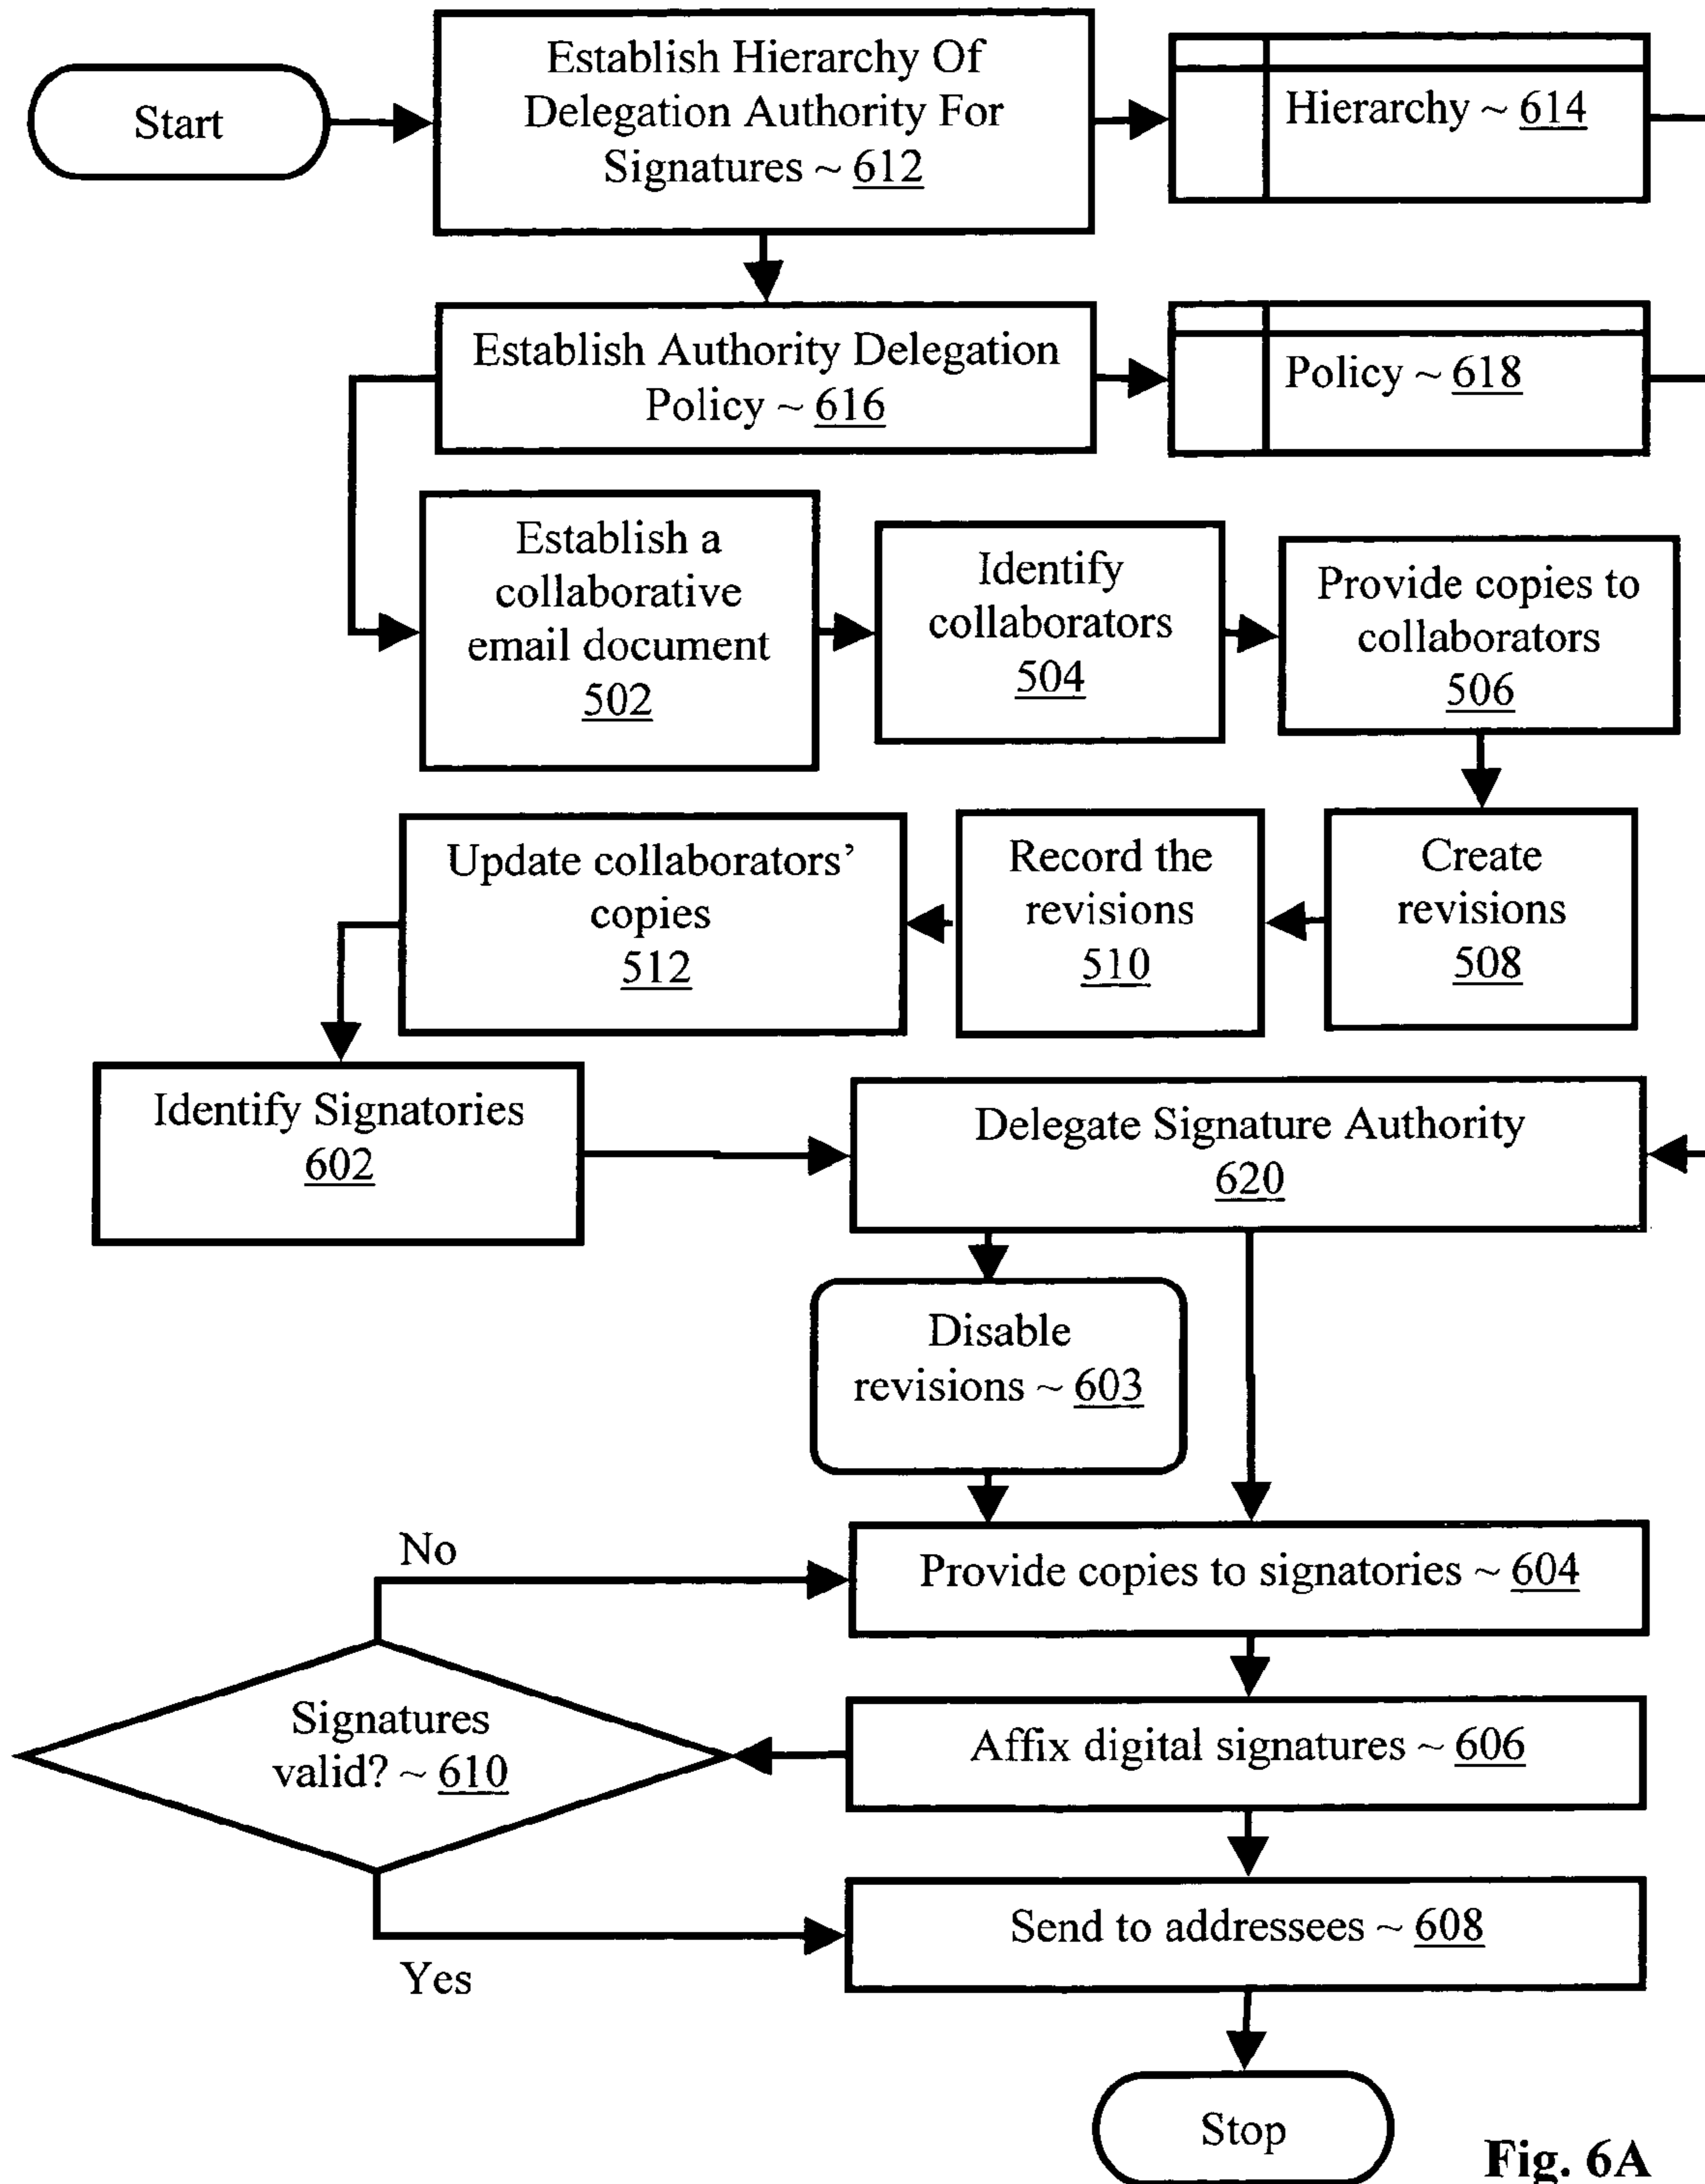 Start
Establish Hierarchy Of
Delegation Authority For
Signatures ~ 612
Hierarchy ~ 614
Establish Authority Delegation
Policy ~ 616
Policy ~ 618
Establish a
collaborative
email document
502
Identify
collaborators
504
Provide copies to
collaborators
506
Update collaborators’
copies
512
Record the
revisions
510
Create
revisions
508
Identify Signatories
602
Delegate Signature Authority
620
Disable
revisions ~ 603
No
Provide copies to signatories ~ 604
Signatures
valid? ~ 610
Affix digital signatures ~ 606
Send to addressees ~ 608
Yes
Stop
Fig. 6A